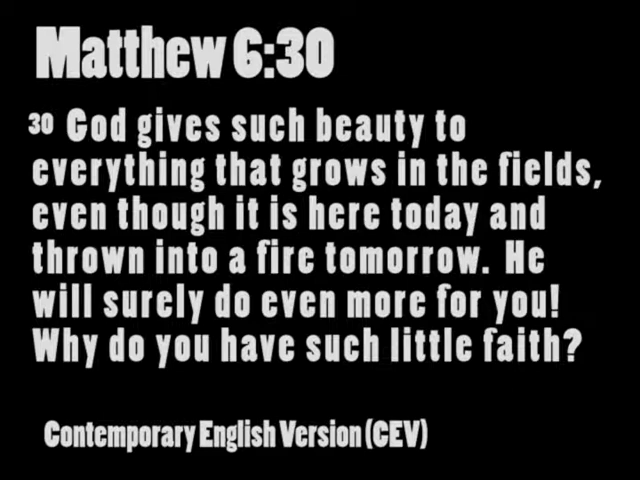 Matthew 6:30
30 God gives such beauty to
everything that grows in the fields,
even though it is here today and
thrown into a fire tomorrow. He
will surely do even more for you!
Why do you have such little faith?
Contemporary English Version (CEV)